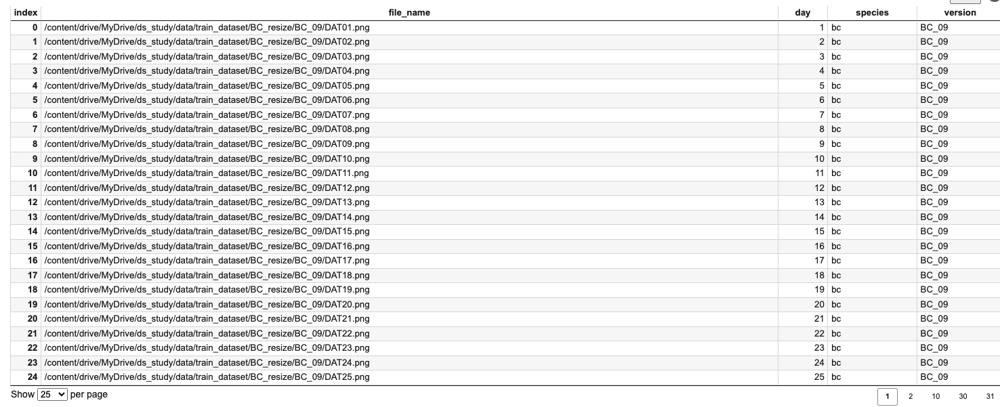 index file_name day species version
0 /content/drive/MyDrive/ds_study/data/train_dataset/BC_resize/BC_09/DAT01.png 1 bc BC_09
1 /content/drive/MyDrive/ds_study/data/train_dataset/BC_resize/BC_09/DAT02.png 2 bc BC_09
2 /content/drive/MyDrive/ds_study/data/train_dataset/BC_resize/BC_09/DAT03.png 3 bc BC_09
3 /content/drive/MyDrive/ds_study/data/train_dataset/BC_resize/BC_09/DAT04.png 4 bc BC_09
4 /content/drive/MyDrive/ds_study/data/train_dataset/BC_resize/BC_09/DAT05.png 5 bc BC_09
5 /content/drive/MyDrive/ds_study/data/train_dataset/BC_resize/BC_09/DAT06.png 6 bc BC_09
6 /content/drive/MyDrive/ds_study/data/train_dataset/BC_resize/BC_09/DAT07.png 7 bc BC_09
7 /content/drive/MyDrive/ds_study/data/train_dataset/BC_resize/BC_09/DAT08.png 8 bc BC_09
8 /content/drive/MyDrive/ds_study/data/train_dataset/BC_resize/BC_09/DAT09.png 9 bc BC_09
9 /content/drive/MyDrive/ds_study/data/train_dataset/BC_resize/BC_09/DAT10.png 10 bc BC_09
10 /content/drive/MyDrive/ds_study/data/train_dataset/BC_resize/BC_09/DAT11.png 11 bc BC_09
11 /content/drive/MyDrive/ds_study/data/train_dataset/BC_resize/BC_09/DAT12.png 12 bc BC_09
12 /content/drive/MyDrive/ds_study/data/train_dataset/BC_resize/BC_09/DAT13.png 13 bc BC_09
13 /content/drive/MyDrive/ds_study/data/train_dataset/BC_resize/BC_09/DAT14.png 14 bc BC_09
14 /content/drive/MyDrive/ds_study/data/train_dataset/BC_resize/BC_09/DAT15.png 15 bc BC_09
15 /content/drive/MyDrive/ds_study/data/train_dataset/BC_resize/BC_09/DAT16.png 16 bc BC_09
16 /content/drive/MyDrive/ds_study/data/train_dataset/BC_resize/BC_09/DAT17.png 17 bc BC_09
17 /content/drive/MyDrive/ds_study/data/train_dataset/BC_resize/BC_09/DAT18.png 18 bc BC_09
18 /content/drive/MyDrive/ds_study/data/train_dataset/BC_resize/BC_09/DAT19.png 19 bc BC_09
19 /content/drive/MyDrive/ds_study/data/train_dataset/BC_resize/BC_09/DAT20.png 20 bc BC_09
20 /content/drive/MyDrive/ds_study/data/train_dataset/BC_resize/BC_09/DAT21.png 21 bc BC_09
21 /content/drive/MyDrive/ds_study/data/train_dataset/BC_resize/BC_09/DAT22.png 22 bc BC_09
22 /content/drive/MyDrive/ds_study/data/train_dataset/BC_resize/BC_09/DAT23.png 23 bc BC_09
23 /content/drive/MyDrive/ds_study/data/train_dataset/BC_resize/BC_09/DAT24.png 24 bc BC_09
24 /content/drive/MyDrive/ds_study/data/train_dataset/BC_resize/BC_09/DAT25.png 25 bc BC_09
Show 25 per page 1 2 10 30 31